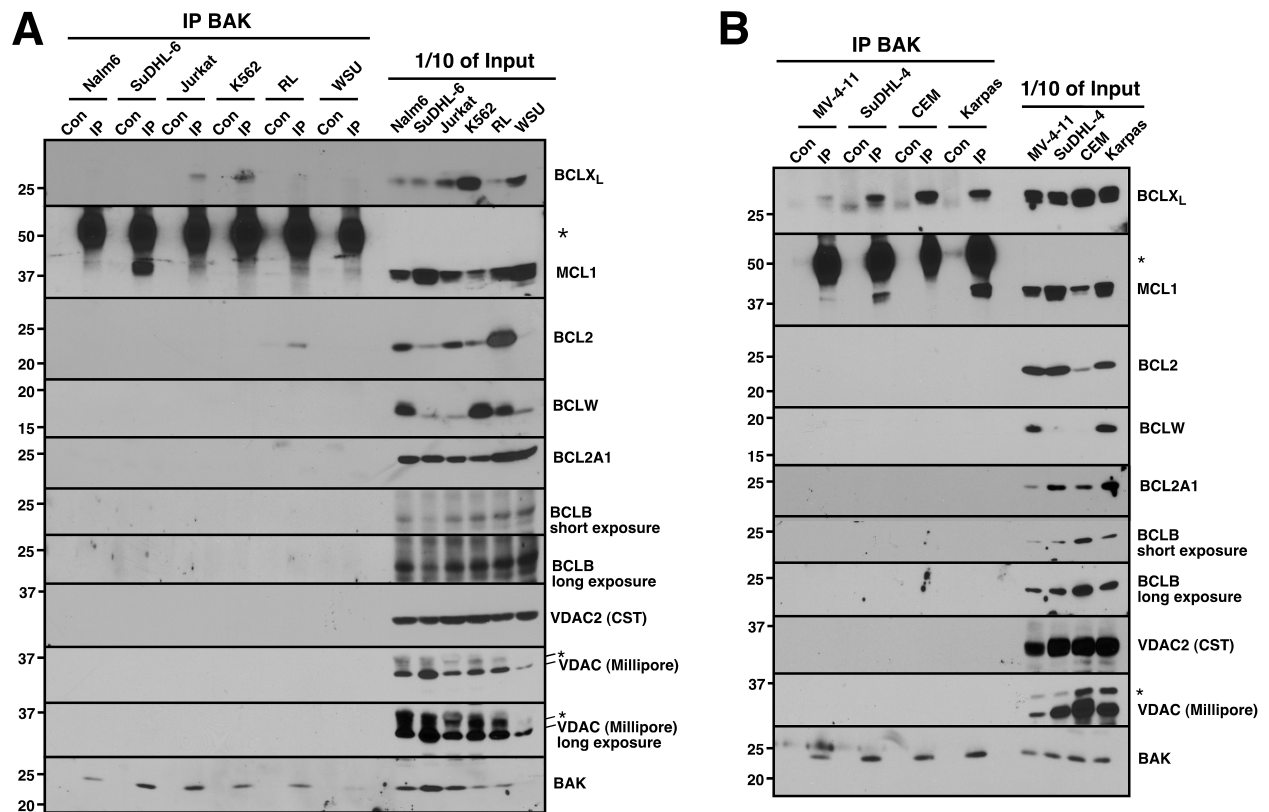 A
IP BAK
Nalm6
SuDHL-6
Jurkat
K562
RL
WSU
1/10 of Input
Con IP Con IP Con IP Con IP Con IP Con IP
Nalm6
SuDHL-6
Jurkat
K562
RL
WSU
25
BCLXL
50
*
37
MCL1
25
BCL2
20
20
BCLW
15
25
BCL2A1
25
BCLB
short exposure
25
BCLB
long exposure
37
VDAC2 (CST)
37
*
VDAC (Millipore)
37
*
VDAC (Millipore)
long exposure
25
BAK
20
B
IP BAK
MV-4-11
SuDHL-4
CEM
Karpas
1/10 of Input
Con IP Con IP Con IP Con IP
MV-4-11
SuDHL-4
CEM
Karpas
BCLXL
25
50
*
37
MCL1
25
BCL2
20
20
BCLW
15
25
BCL2A1
25
BCLB
short exposure
25
BCLB
long exposure
37
VDAC2 (CST)
37
*
VDAC (Millipore)
25
BAK
20